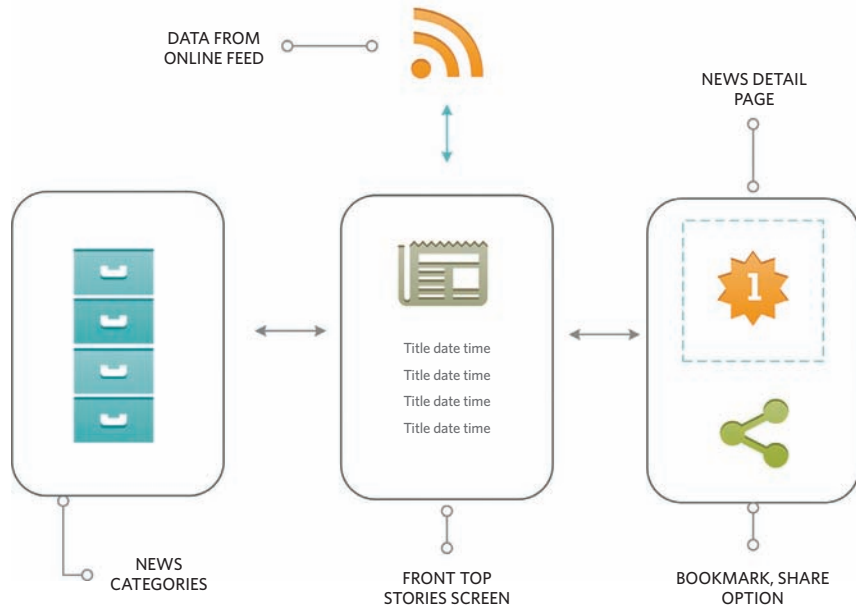 DATA FROM
ONLINE FEED
NEWS DETAIL
PAGE
1
Title date time
Title date time
Title date time
Title date time
NEWS
CATEGORIES
FRONT TOP
STORIES SCREEN
BOOKMARK, SHARE
OPTION